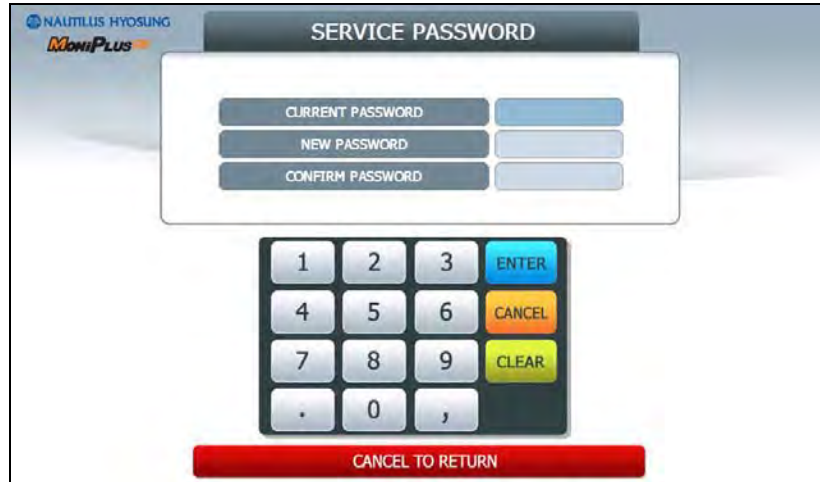 NAUTILUS HYOSUNG
MoniPlus
SERVICE PASSWORD
CURRENT PASSWORD
NEW PASSWORD
CONFIRM PASSWORD
1 2 3 ENTER
4 5 6 CANCEL
7 8 9 CLEAR
. 0 ,
CANCEL TO RETURN